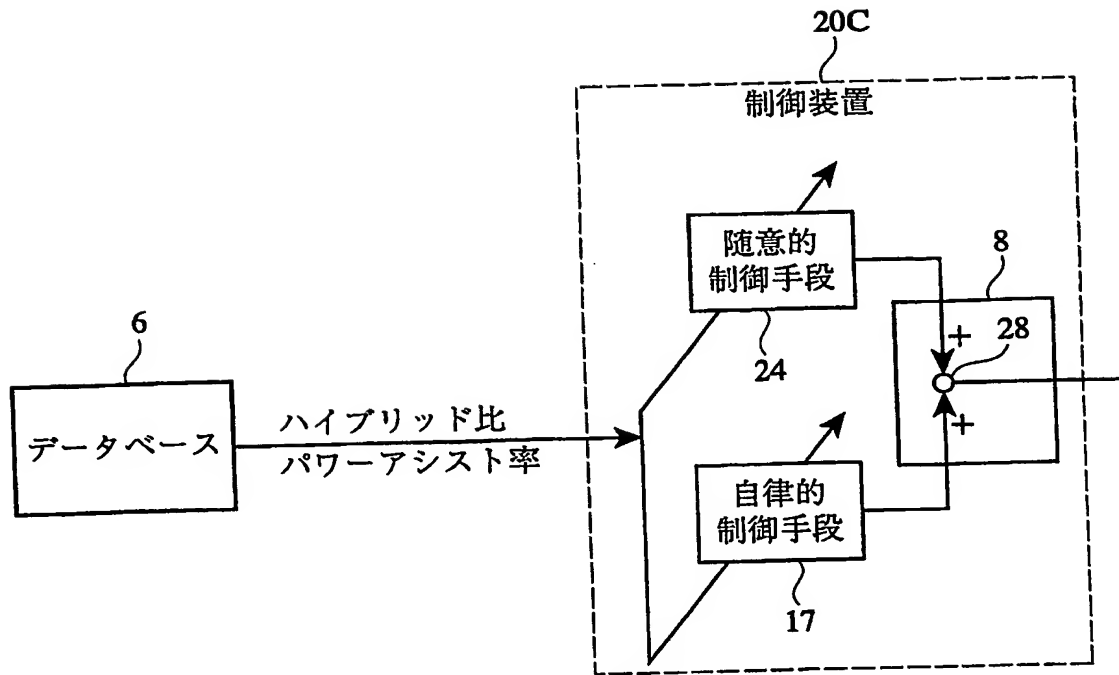 20C
制御装置
随意的
制御手段
24
8
+
28
+
6
データベース
ハイブリッド比
パワーアシスト率
自律的
制御手段
17